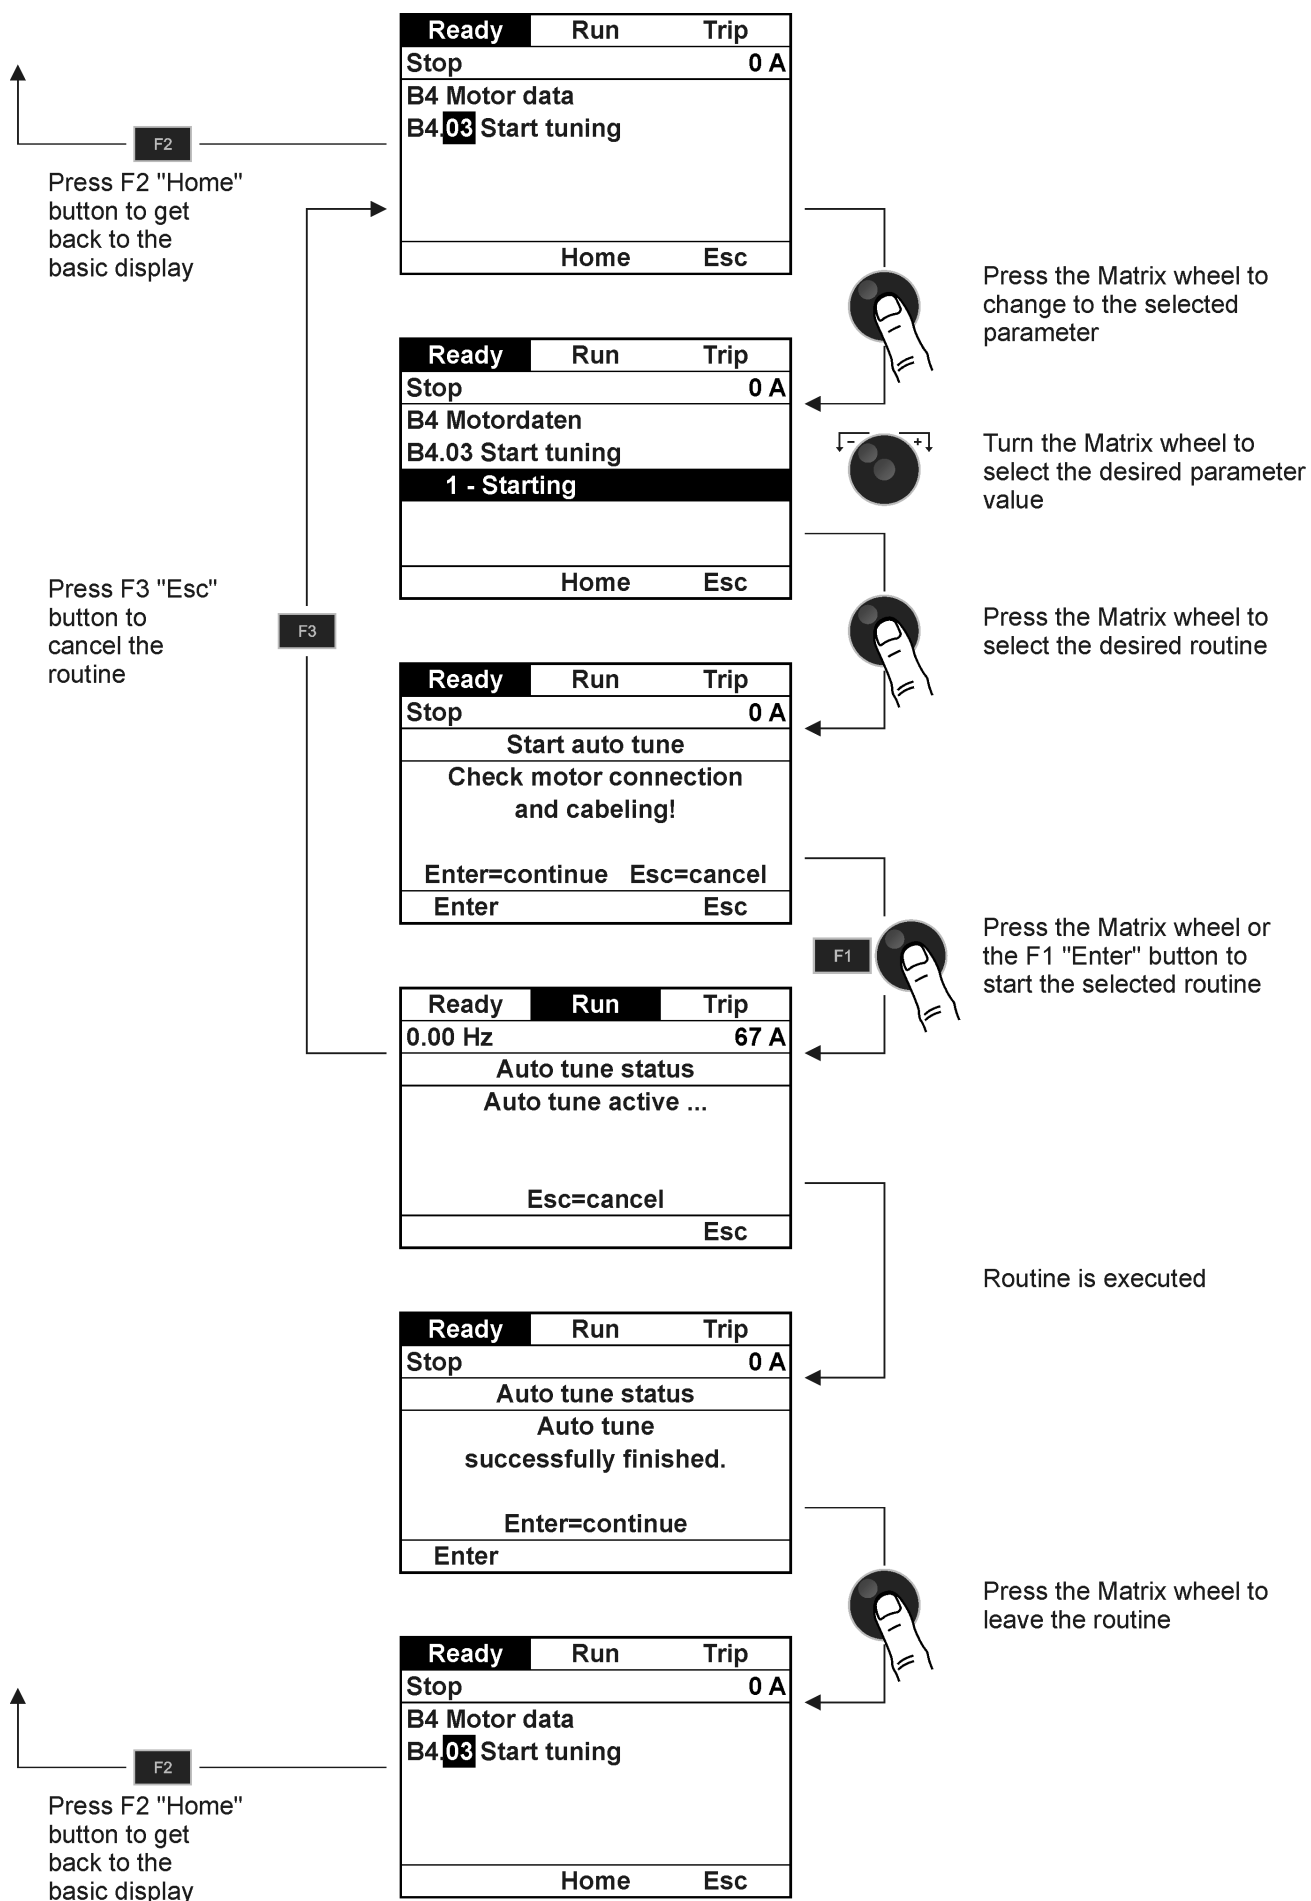 Ready Run Trip
Stop 0 A
B4 Motor data
B4.03 Start tuning
Home Esc
F2
Press F2 "Home"
button to get
back to the
basic display
Press the Matrix wheel to
change to the selected
parameter
Ready Run Trip
Stop 0 A
B4 Motordaten
B4.03 Start tuning
1 - Starting
Home Esc
- +
Turn the Matrix wheel to
select the desired parameter
value
Press F3 "Esc"
button to
cancel the
routine
F3
Press the Matrix wheel to
select the desired routine
Ready Run Trip
Stop 0 A
Start auto tune
Check motor connection
and cabeling!
Enter=continue Esc=cancel
Enter Esc
F1
Press the Matrix wheel or
the F1 "Enter" button to
start the selected routine
Ready Run Trip
0.00 Hz 67 A
Auto tune status
Auto tune active ...
Esc=cancel
Esc
Routine is executed
Ready Run Trip
Stop 0 A
Auto tune status
Auto tune
successfully finished.
Enter=continue
Enter
Press the Matrix wheel to
leave the routine
Ready Run Trip
Stop 0 A
B4 Motor data
B4.03 Start tuning
Home Esc
F2
Press F2 "Home"
button to get
back to the
basic display